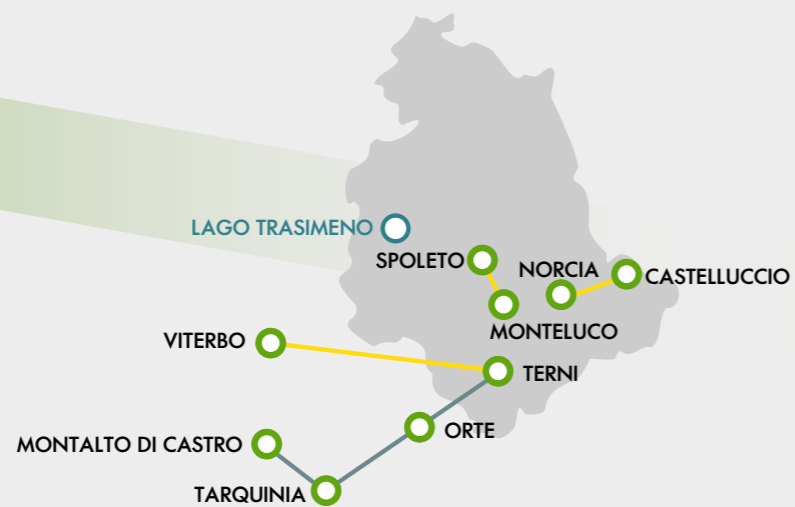 LAGO TRASIMENO
SPOLETO
NORCIA
CASTELLUCCIO
MONTELUCO
VITERBO
TERNI
ORTE
MONTALTO DI CASTRO
TARQUINIA